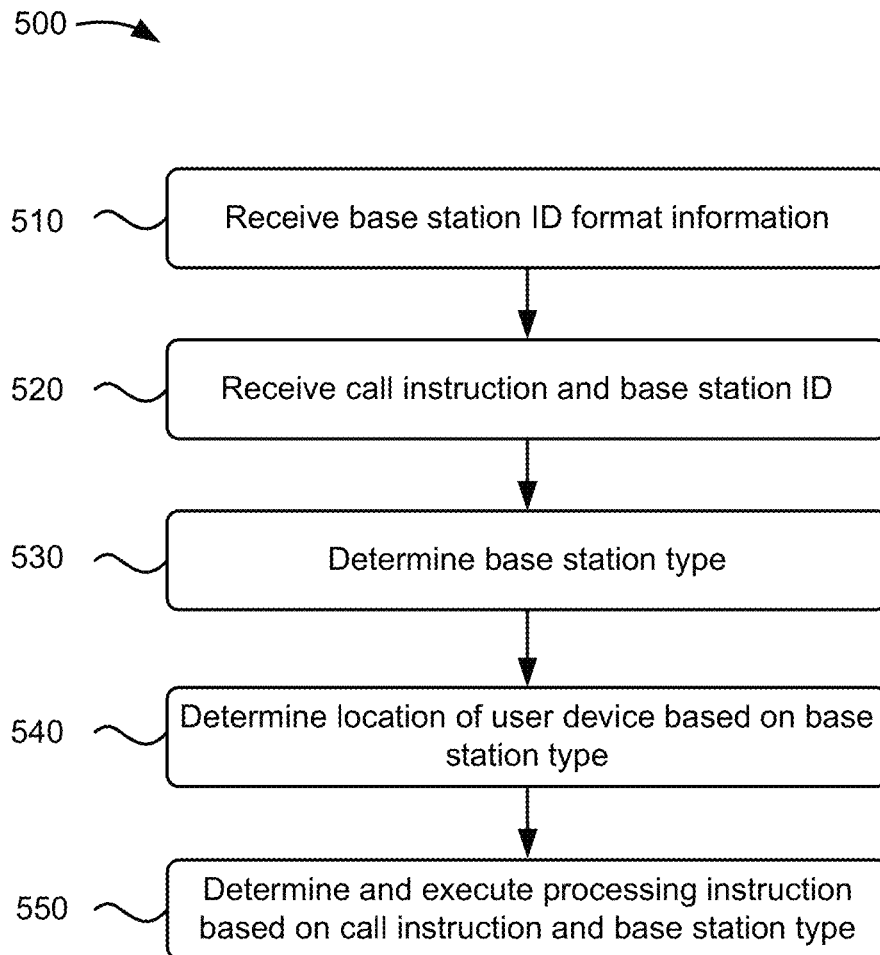 500
510
Receive base station ID format information
520
Receive call instruction and base station ID
530
Determine base station type
540
Determine location of user device based on base
station type
550
Determine and execute processing instruction
based on call instruction and base station type